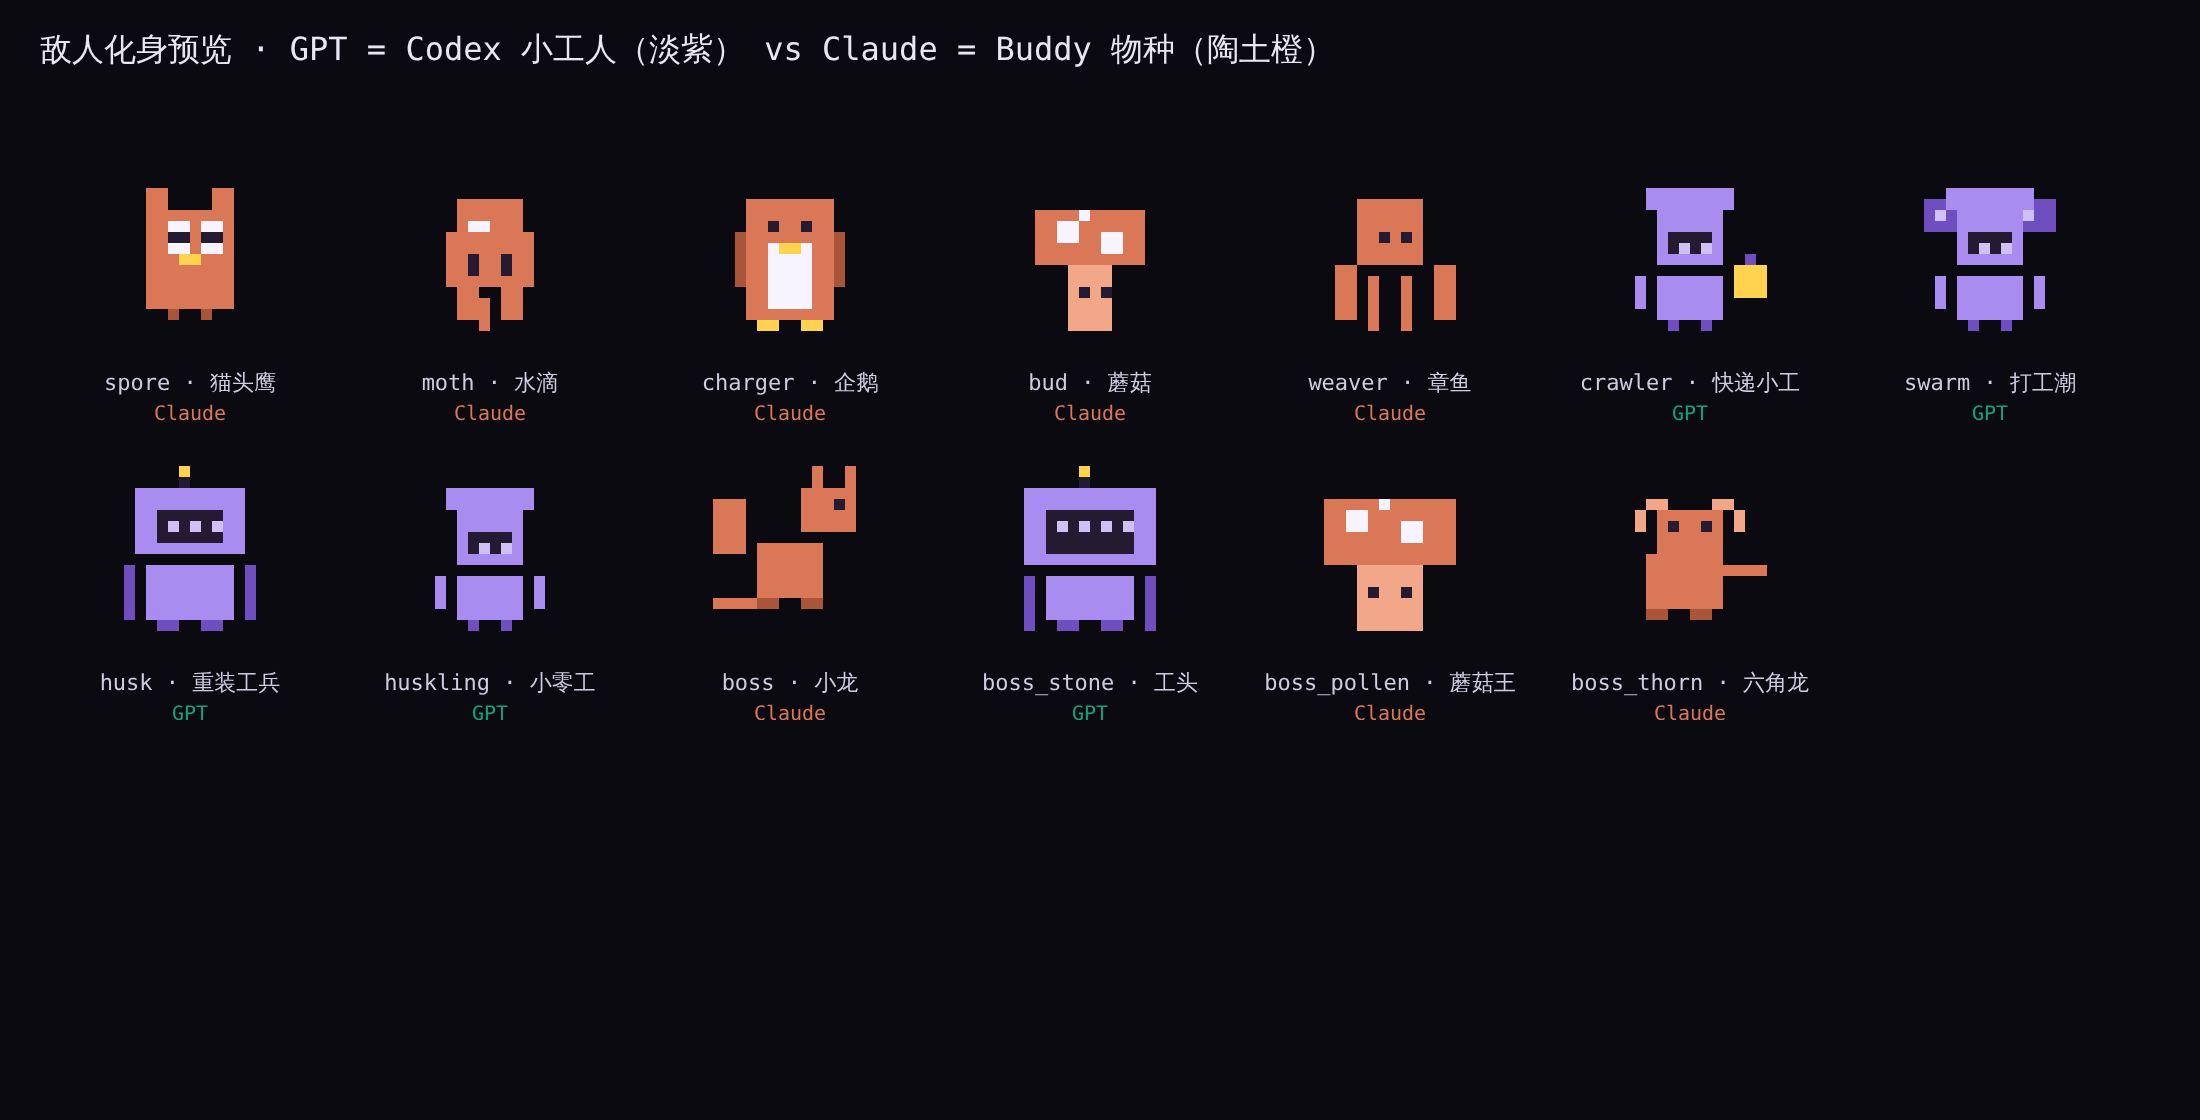 敌人化身预览 · GPT = Codex 小工人（淡紫） vs Claude = Buddy 物种（陶土橙）
spore · 猫头鹰
Claude
moth · 水滴
Claude
charger · 企鹅
Claude
bud · 蘑菇
Claude
weaver · 章鱼
Claude
crawler · 快递小工
GPT
swarm · 打工潮
GPT
husk · 重装工兵
GPT
huskling · 小零工
GPT
boss · 小龙
Claude
boss_stone · 工头
GPT
boss_pollen · 蘑菇王
Claude
boss_thorn · 六角龙
Claude